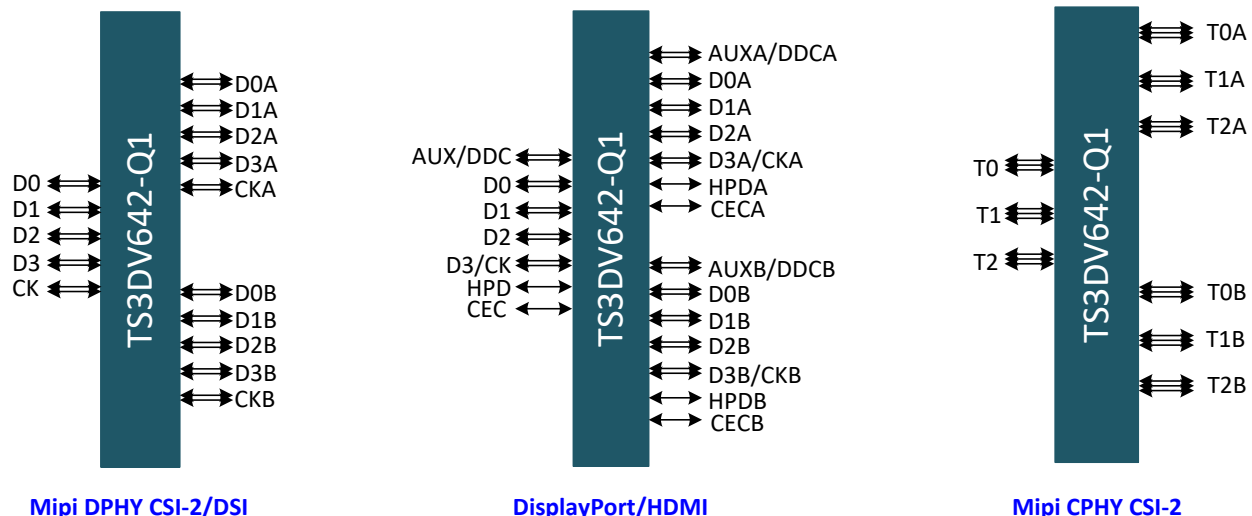 TS3DV642-Q1
D0
D1
D2
D3
CK
D0A
D1A
D2A
D3A
CKA
D0B
D1B
D2B
D3B
CKB
Mipi DPHY CSI-2/DSI
TS3DV642-Q1
AUX/DDC
D0
D1
D2
D3/CK
HPD
CEC
AUXA/DDCA
D0A
D1A
D2A
D3A/CKA
HPDA
CECA
AUXB/DDCB
D0B
D1B
D2B
D3B/CKB
HPDB
CECB
DisplayPort/HDMI
TS3DV642-Q1
T0
T1
T2
T0A
T1A
T2A
T0B
T1B
T2B
Mipi CPHY CSI-2